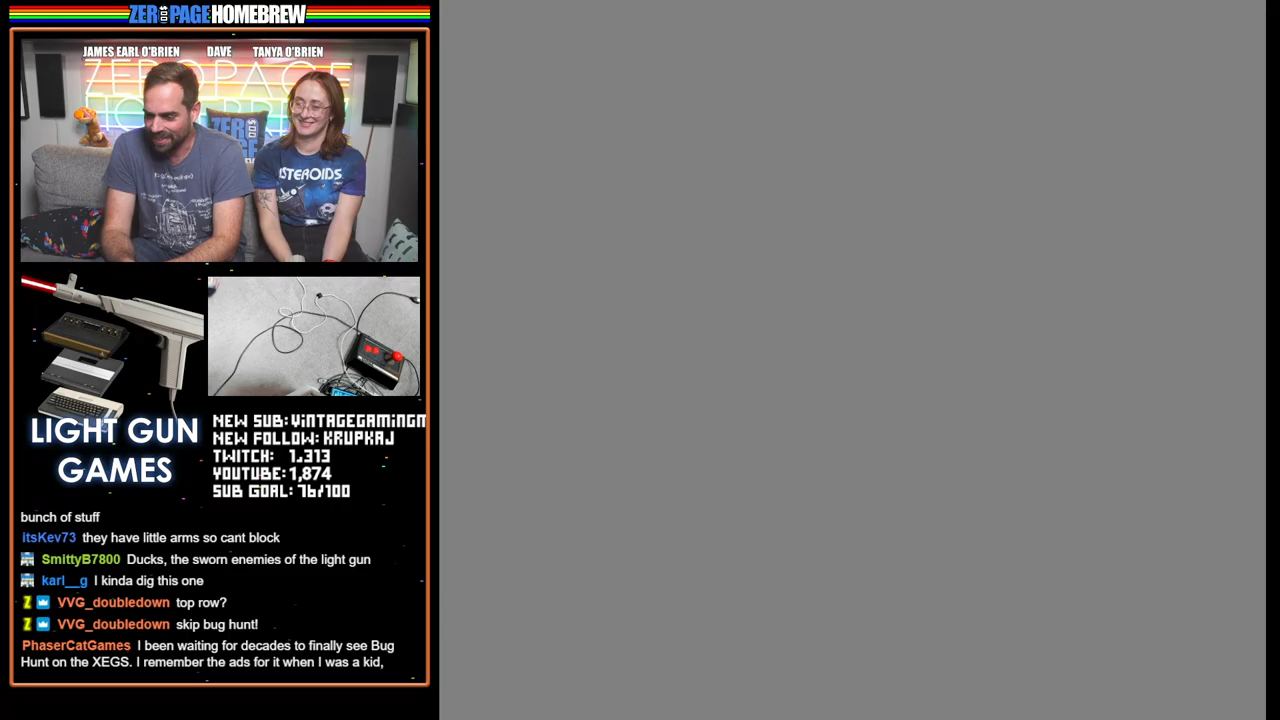 ZEROPAGE HOMEBREW
JAMES EARL O'BRIEN DAVE TANYA O'BRIEN
ZEROPAGE
ZERO
PAGE
ASTEROIDS
LIGHT GUN
GAMES
NEW SUB: VINTAGEGAMINGM
NEW FOLLOW: KRUPKAJ
TWITCH: 1,313
YOUTUBE: 1,874
SUB GOAL: 76/100
bunch of stuff
itsKev73 they have little arms so cant block
SmittyB7800 Ducks, the sworn enemies of the light gun
karl__g I kinda dig this one
VVG_doubledown top row?
VVG_doubledown skip bug hunt!
PhaserCatGames I been waiting for decades to finally see Bug
Hunt on the XEGS. I remember the ads for it when I was a kid,